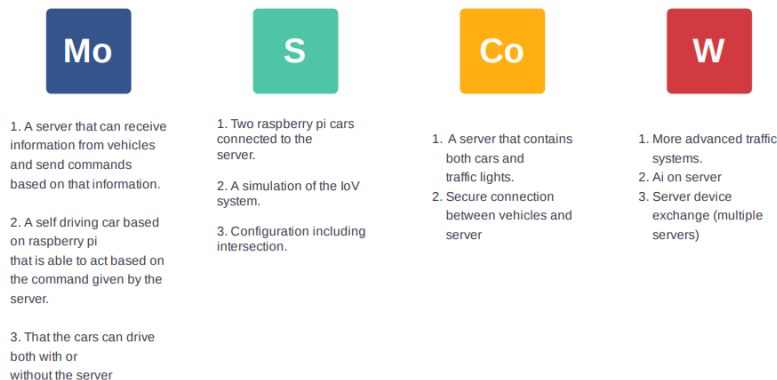 Mo
1. A server that can receive
information from vehicles
and send commands
based on that information.
2. A self driving car based
on raspberry pi
that is able to act based on
the command given by the
server.
3. That the cars can drive
both with or
without the server
S
1. Two raspberry pi cars
connected to the
server.
2. A simulation of the IoV
system.
3. Configuration including
intersection.
Co
1. A server that contains
both cars and
traffic lights.
2. Secure connection
between vehicles and
server
W
1. More advanced traffic
systems.
2. Ai on server
3. Server device
exchange (multiple
servers)